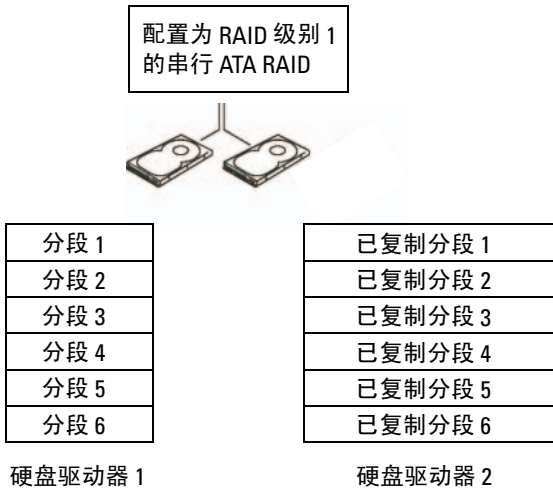 配置为 RAID 级别 1
的串行 ATA RAID
分段 1
已复制分段 1
分段 2
已复制分段 2
分段 3
已复制分段 3
分段 4
已复制分段 4
分段 5
已复制分段 5
分段 6
已复制分段 6
硬盘驱动器 1
硬盘驱动器 2